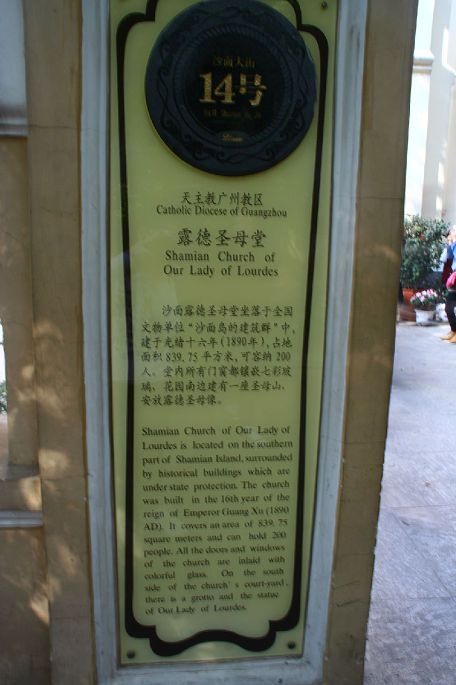 沙面大街
14号
天主教广州教区
Catholic Diocese of Guangzhou
露德圣母堂
Shamian Church of
Our Lady of Lourdes
沙面露德圣母堂坐落于全国
文物单位“沙面岛的建筑群”中,
建于光绪十六年(1890年),占地
面积839.75平方米,可容纳200
人。堂内所有门窗都镶嵌七彩玻
璃、花园南边建有一座圣母山,
安放露德圣母像。
Shamian Church of Our Lady of
Lourdes is located on the southern
part of Shamian Island, surrounded
by historical buildings which are
under state protection. The church
was built in the 16th year of the
reign of Emperor Guang Xu (1890
AD). It covers an area of 839.75
square meters and can hold 200
people. All the doors and windows
of the church are inlaid with
colorful glass. On the south
side of the church's court-yard,
there is a grotto and the statue
of Our Lady of Lourdes.